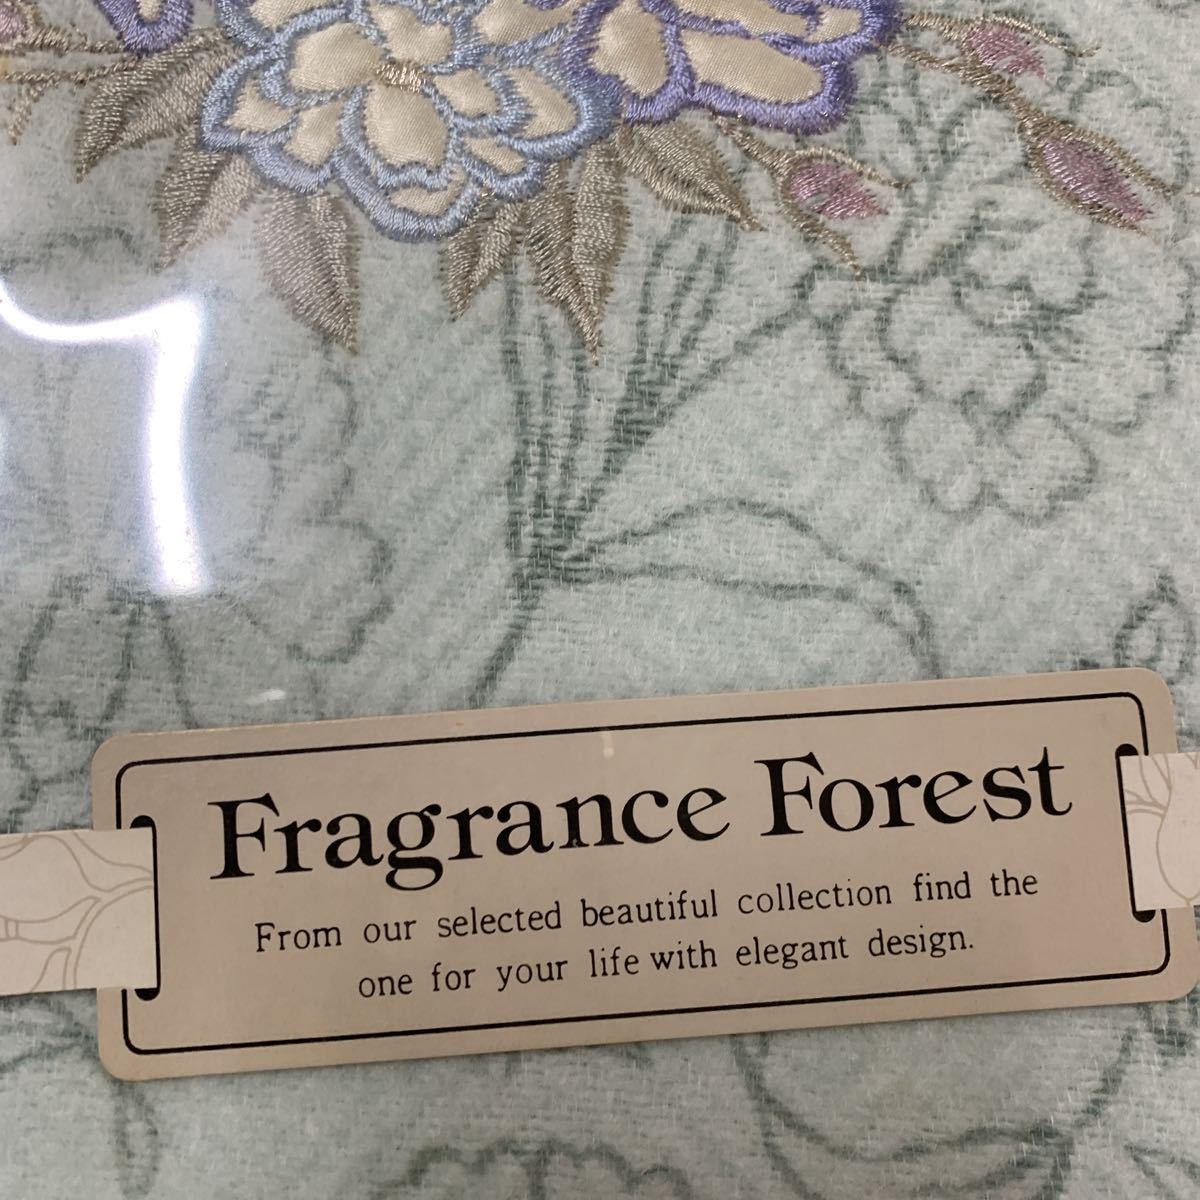 Fragrance Forest
From our selected beautiful collection find the
one for your life with elegant design.